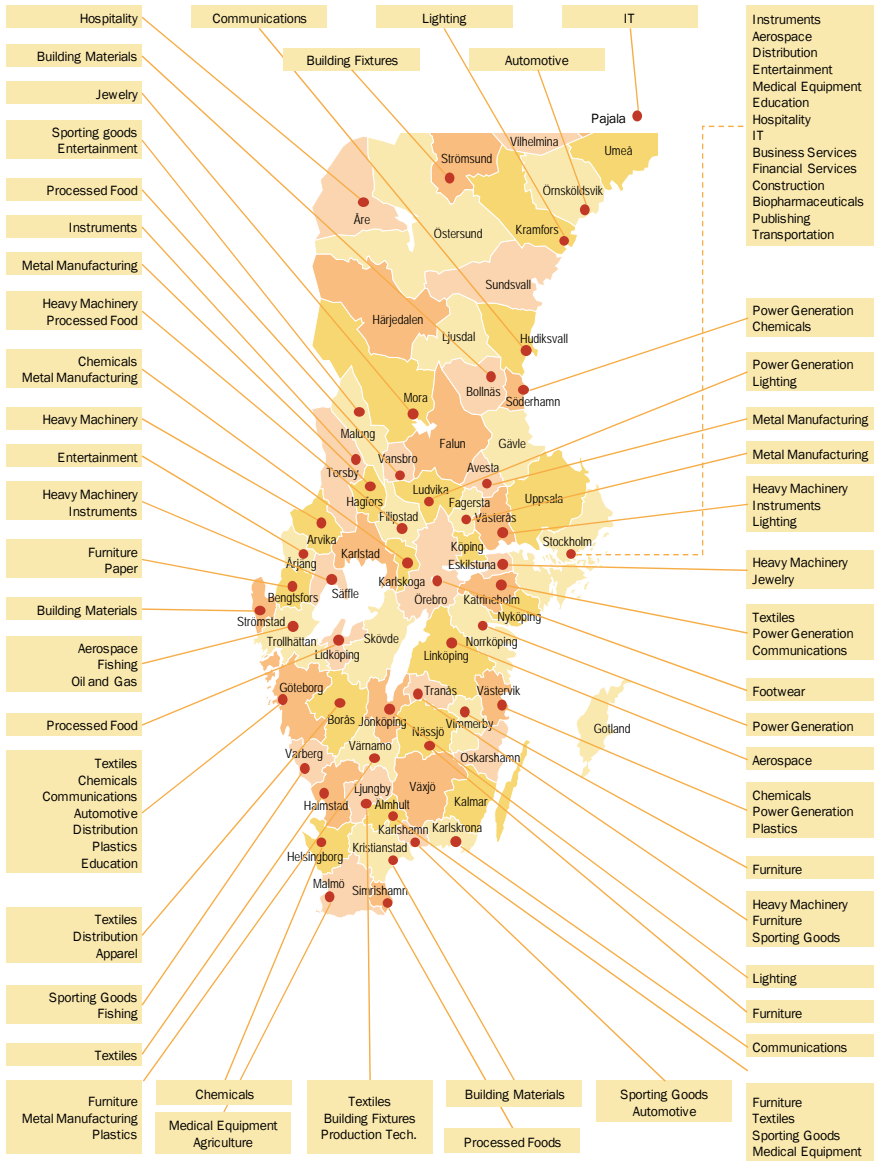 Hospitality
Communications
Lighting
IT
Building Materials
Building Fixtures
Automotive
Jewelry
Sporting goods
Entertainment
Processed Food
Instruments
Metal Manufacturing
Heavy Machinery
Processed Food
Chemicals
Metal Manufacturing
Heavy Machinery
Entertainment
Heavy Machinery
Instruments
Furniture
Paper
Building Materials
Aerospace
Fishing
Oil and Gas
Processed Food
Textiles
Chemicals
Communications
Automotive
Distribution
Plastics
Education
Textiles
Distribution
Apparel
Sporting Goods
Fishing
Textiles
Furniture
Metal Manufacturing
Plastics
Pajala
Vilhelmina
Umeå
Strömsund
Örnsköldsvik
Åre
Östersund
Kramfors
Sundsvall
Härjedalen
Ljusdal
Hudiksvall
Bollnäs
Söderhamn
Mora
Malung
Falun
Gävle
Vansbro
Torsby
Avesta
Hagfors
Ludvika
Fagersta
Uppsala
Filipstad
Västerås
Arvika
Karlstad
Köping
Stockholm
Årjang
Eskilstuna
Karlskoga
Säffle
Bengtsfors
Örebro
Katrineholm
Strömstad
Nyköping
Trollhättan
Skövde
Norrköping
Lidköping
Linköping
Göteborg
Tranås
Västervik
Borås
Jönköping
Vimmerby
Nässjö
Gotland
Värnamo
Varberg
Oskarshamn
Ljungby
Växjö
Halmstad
Älmhult
Kalmar
Karlshamn
Karlskrona
Helsingborg
Kristianstad
Malmö
Simrishamn
Instruments
Aerospace
Distribution
Entertainment
Medical Equipment
Education
Hospitality
IT
Business Services
Financial Services
Construction
Biopharmaceuticals
Publishing
Transportation
Power Generation
Chemicals
Power Generation
Lighting
Metal Manufacturing
Metal Manufacturing
Heavy Machinery
Instruments
Lighting
Heavy Machinery
Jewelry
Textiles
Power Generation
Communications
Footwear
Power Generation
Aerospace
Chemicals
Power Generation
Plastics
Furniture
Heavy Machinery
Furniture
Sporting Goods
Lighting
Furniture
Communications
Furniture
Textiles
Sporting Goods
Medical Equipment
Chemicals
Medical Equipment
Agriculture
Textiles
Building Fixtures
Production Tech.
Building Materials
Processed Foods
Sporting Goods
Automotive